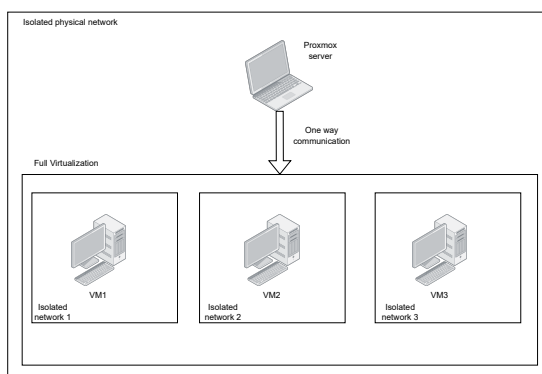 Isolated physical network
Proxmox
server
One way
communication
Full Virtualization
VM1
Isolated
network 1
VM2
Isolated
network 2
VM3
Isolated
network 3